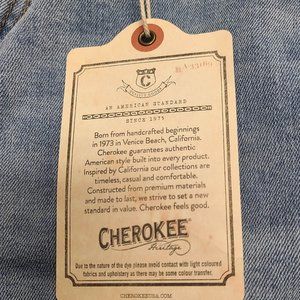 C
AN AMERICAN STANDARD
SINCE 1973
Born from handcrafted beginnings
in 1973 in Venice Beach, California.
Cherokee guarantees authentic
American style built into every product.
Inspired by California our collections are
timeless, casual and comfortable.
Constructed from premium materials
and made to last, we strive to set a new
standard in value. Cherokee feels good.
CHEROKEE
Heritage
Due to the nature of the dye please avoid contact with light coloured
fabrics and upholstery as there may be some colour transfer.
CHEROKEEUSA.COM